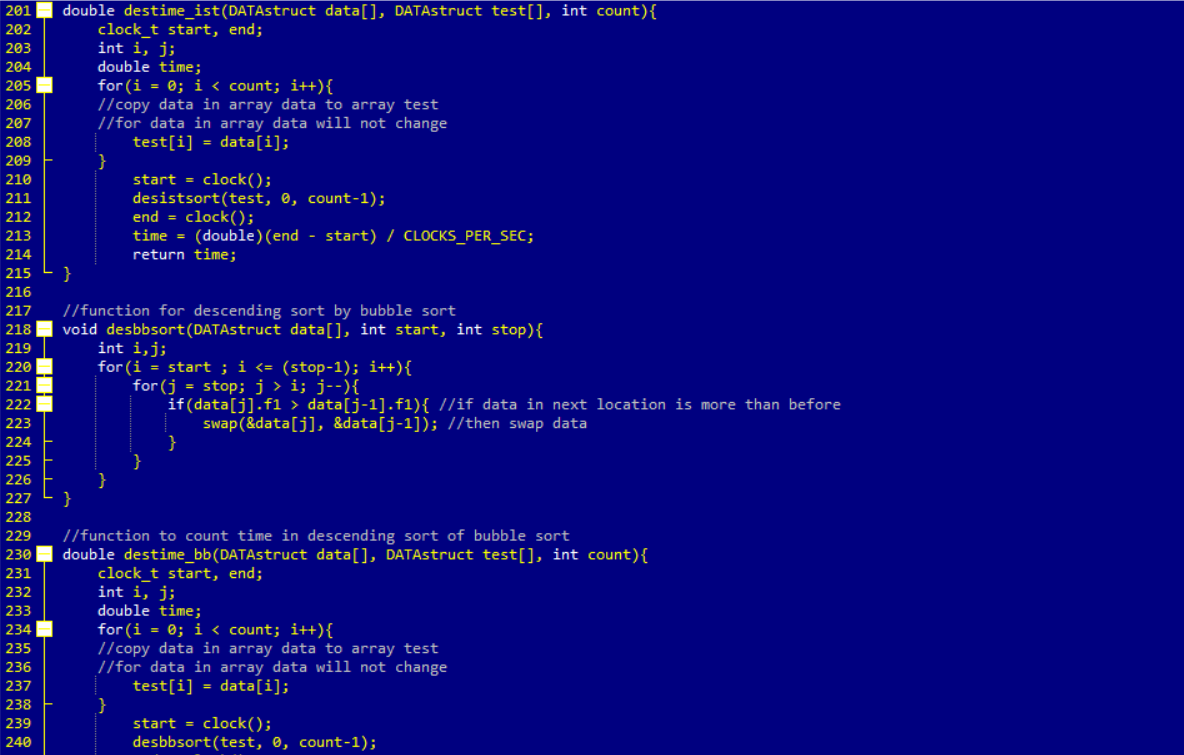 201 double destime_ist(DATAstruct data[], DATAstruct test[], int count){
202     clock_t start, end;
203     int i, j;
204     double time;
205     for(i = 0; i < count; i++){
206     //copy data in array data to array test
207     //for data in array data will not change
208         test[i] = data[i];
209     }
210         start = clock();
211         desistsort(test, 0, count-1);
212         end = clock();
213         time = (double)(end - start) / CLOCKS_PER_SEC;
214         return time;
215 }
216
217 //function for descending sort by bubble sort
218 void desbbsort(DATAstruct data[], int start, int stop){
219     int i,j;
220     for(i = start ; i <= (stop-1); i++){
221         for(j = stop; j > i; j--){
222             if(data[j].f1 > data[j-1].f1){ //if data in next location is more than before
223                 swap(&data[j], &data[j-1]); //then swap data
224             }
225         }
226     }
227 }
228
229 //function to count time in descending sort of bubble sort
230 double destime_bb(DATAstruct data[], DATAstruct test[], int count){
231     clock_t start, end;
232     int i, j;
233     double time;
234     for(i = 0; i < count; i++){
235     //copy data in array data to array test
236     //for data in array data will not change
237         test[i] = data[i];
238     }
239         start = clock();
240         desbbsort(test, 0, count-1);